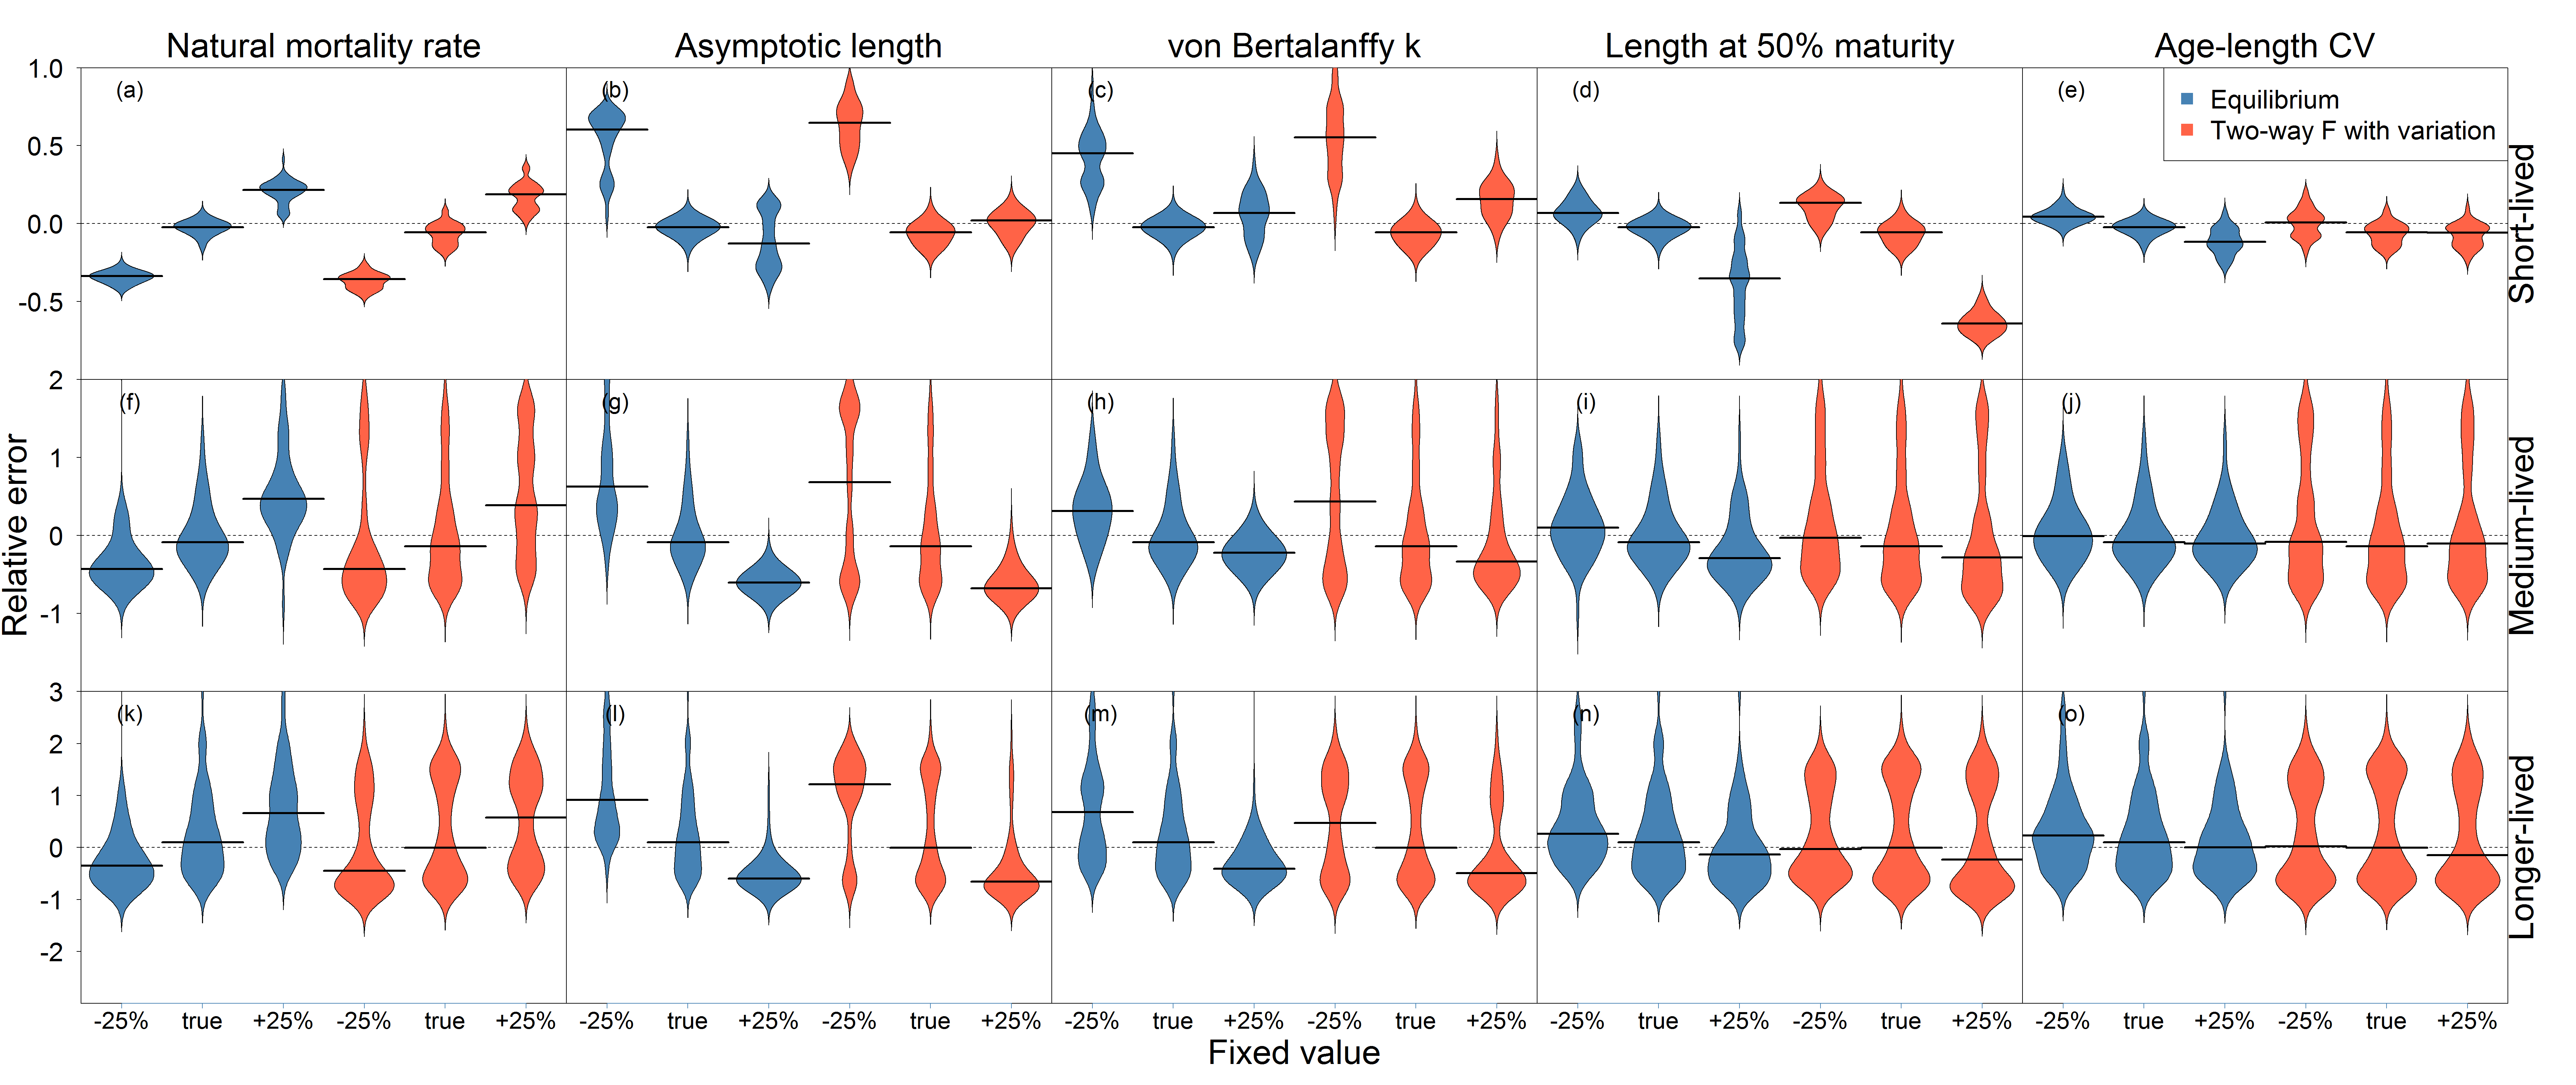 Natural mortality rate Asymptotic length von Bertalanffy k Length at 50% maturity Age-length CV
(a) (b) (c) (d) (e)
Equilibrium
Two-way F with variation
1.0
0.5
0.0
-0.5
Short-lived
(f) (g) (h) (i) (j)
2
1
0
-1
Medium-lived
Relative error
(k) (l) (m) (n) (o)
3
2
1
0
-1
-2
Longer-lived
-25% true +25% -25% true +25% -25% true +25% -25% true +25% -25% true +25% -25% true +25% -25% true +25% -25% true +25% -25% true +25% -25% true +25%
Fixed value